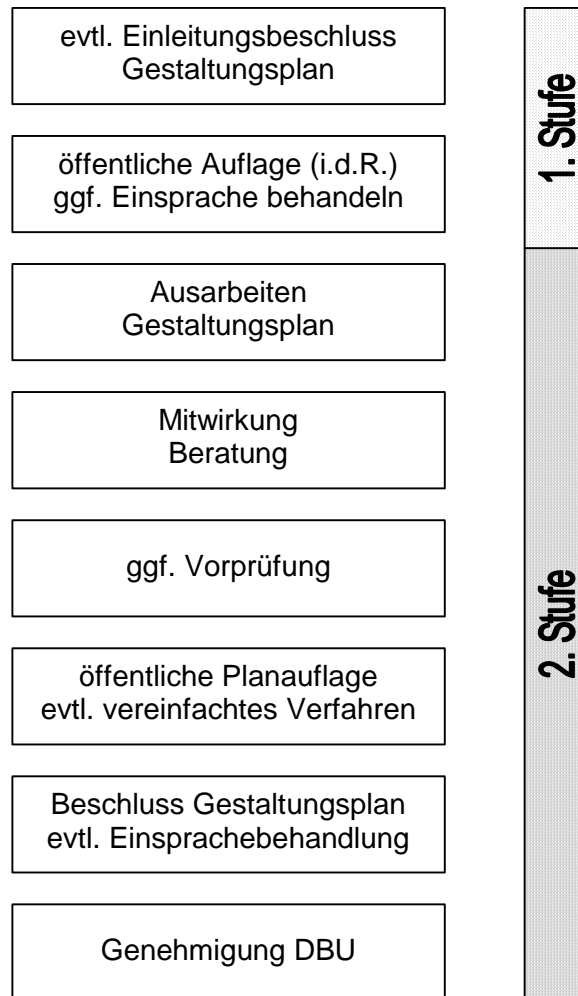 evtl. Einleitungsbeschluss
Gestaltungsplan
öffentliche Auflage (i.d.R.)
ggf. Einsprache behandeln
1. Stufe
Ausarbeiten
Gestaltungsplan
Mitwirkung
Beratung
ggf. Vorprüfung
öffentliche Planauflage
evtl. vereinfachtes Verfahren
Beschluss Gestaltungsplan
evtl. Einsprachebehandlung
Genehmigung DBU
2. Stufe